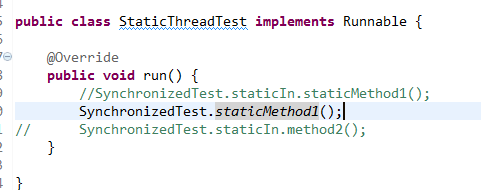 public class StaticThreadTest implements Runnable {
@Override
public void run() {
//SynchronizedTest.staticIn.staticMethod1();
SynchronizedTest.staticMethod1();
// SynchronizedTest.staticIn.method2();
}
}